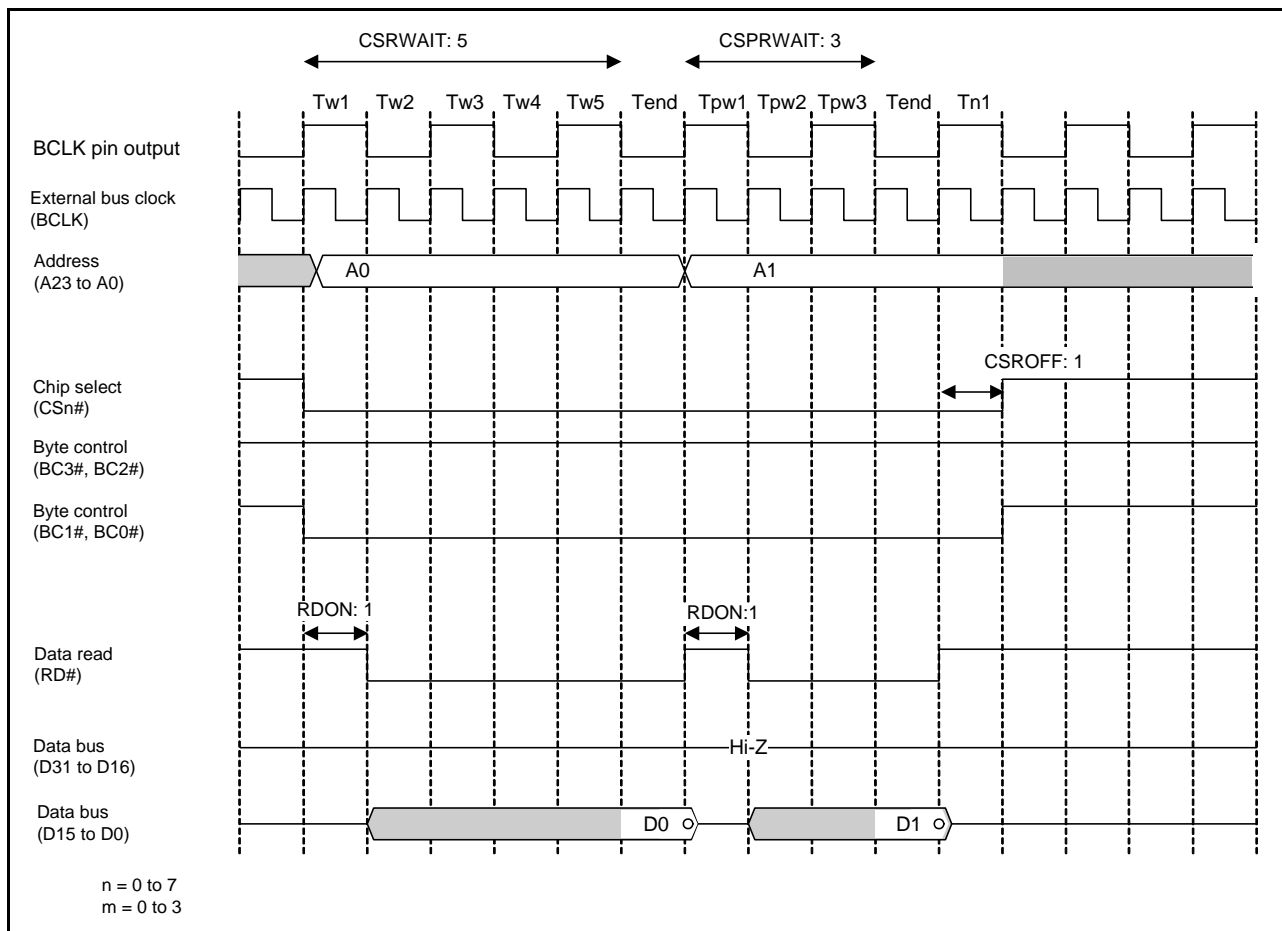 CSRWAIT: 5 CSPRWAIT: 3
Tw1 Tw2 Tw3 Tw4 Tw5 Tend Tpw1 Tpw2 Tpw3 Tend Tn1
BCLK pin output
External bus clock
(BCLK)
Address
(A23 to A0)
A0 A1
CSROFF: 1
Chip select
(CSn#)
Byte control
(BC3#, BC2#)
Byte control
(BC1#, BC0#)
RDON: 1 RDON:1
Data read
(RD#)
Data bus
(D31 to D16)
Hi-Z
Data bus
(D15 to D0)
D0 D1
n = 0 to 7
m = 0 to 3